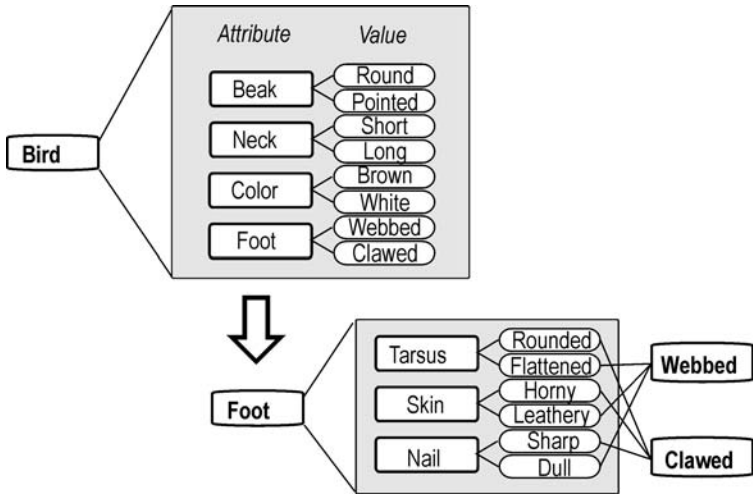 Attribute Value
Bird
Beak
Round
Pointed
Neck
Short
Long
Color
Brown
White
Foot
Webbed
Clawed
Foot
Tarsus
Rounded
Flattened
Skin
Horny
Leathery
Nail
Sharp
Dull
Webbed
Clawed